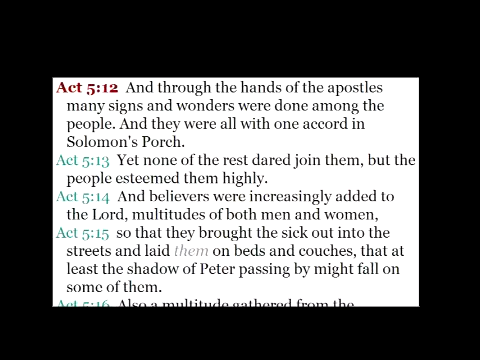 Act 5:12 And through the hands of the apostles
many signs and wonders were done among the
people. And they were all with one accord in
Solomon's Porch.
Act 5:13 Yet none of the rest dared join them, but the
people esteemed them highly.
Act 5:14 And believers were increasingly added to
the Lord, multitudes of both men and women,
Act 5:15 so that they brought the sick out into the
streets and laid them on beds and couches, that at
least the shadow of Peter passing by might fall on
some of them.
Act 5:16 Also a multitude gathered from the